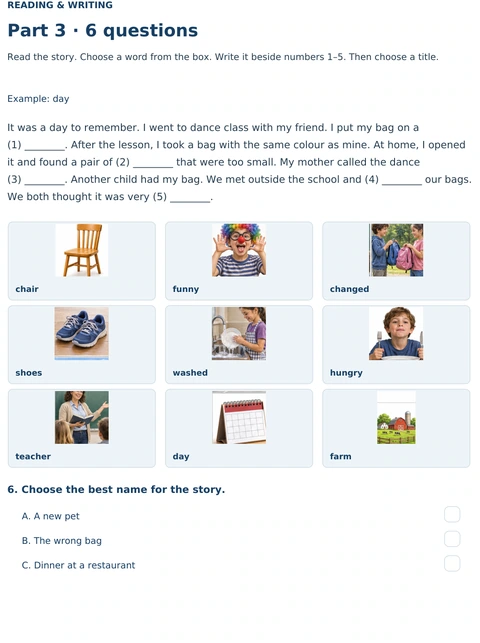 READING & WRITING
Part 3 · 6 questions
Read the story. Choose a word from the box. Write it beside numbers 1–5. Then choose a title.
Example: day
It was a day to remember. I went to dance class with my friend. I put my bag on a
(1) ________. After the lesson, I took a bag with the same colour as mine. At home, I opened
it and found a pair of (2) ________ that were too small. My mother called the dance
(3) ________. Another child had my bag. We met outside the school and (4) ________ our bags.
We both thought it was very (5) ________.
chair
funny
changed
shoes
washed
hungry
teacher
day
farm
6. Choose the best name for the story.
A. A new pet
B. The wrong bag
C. Dinner at a restaurant